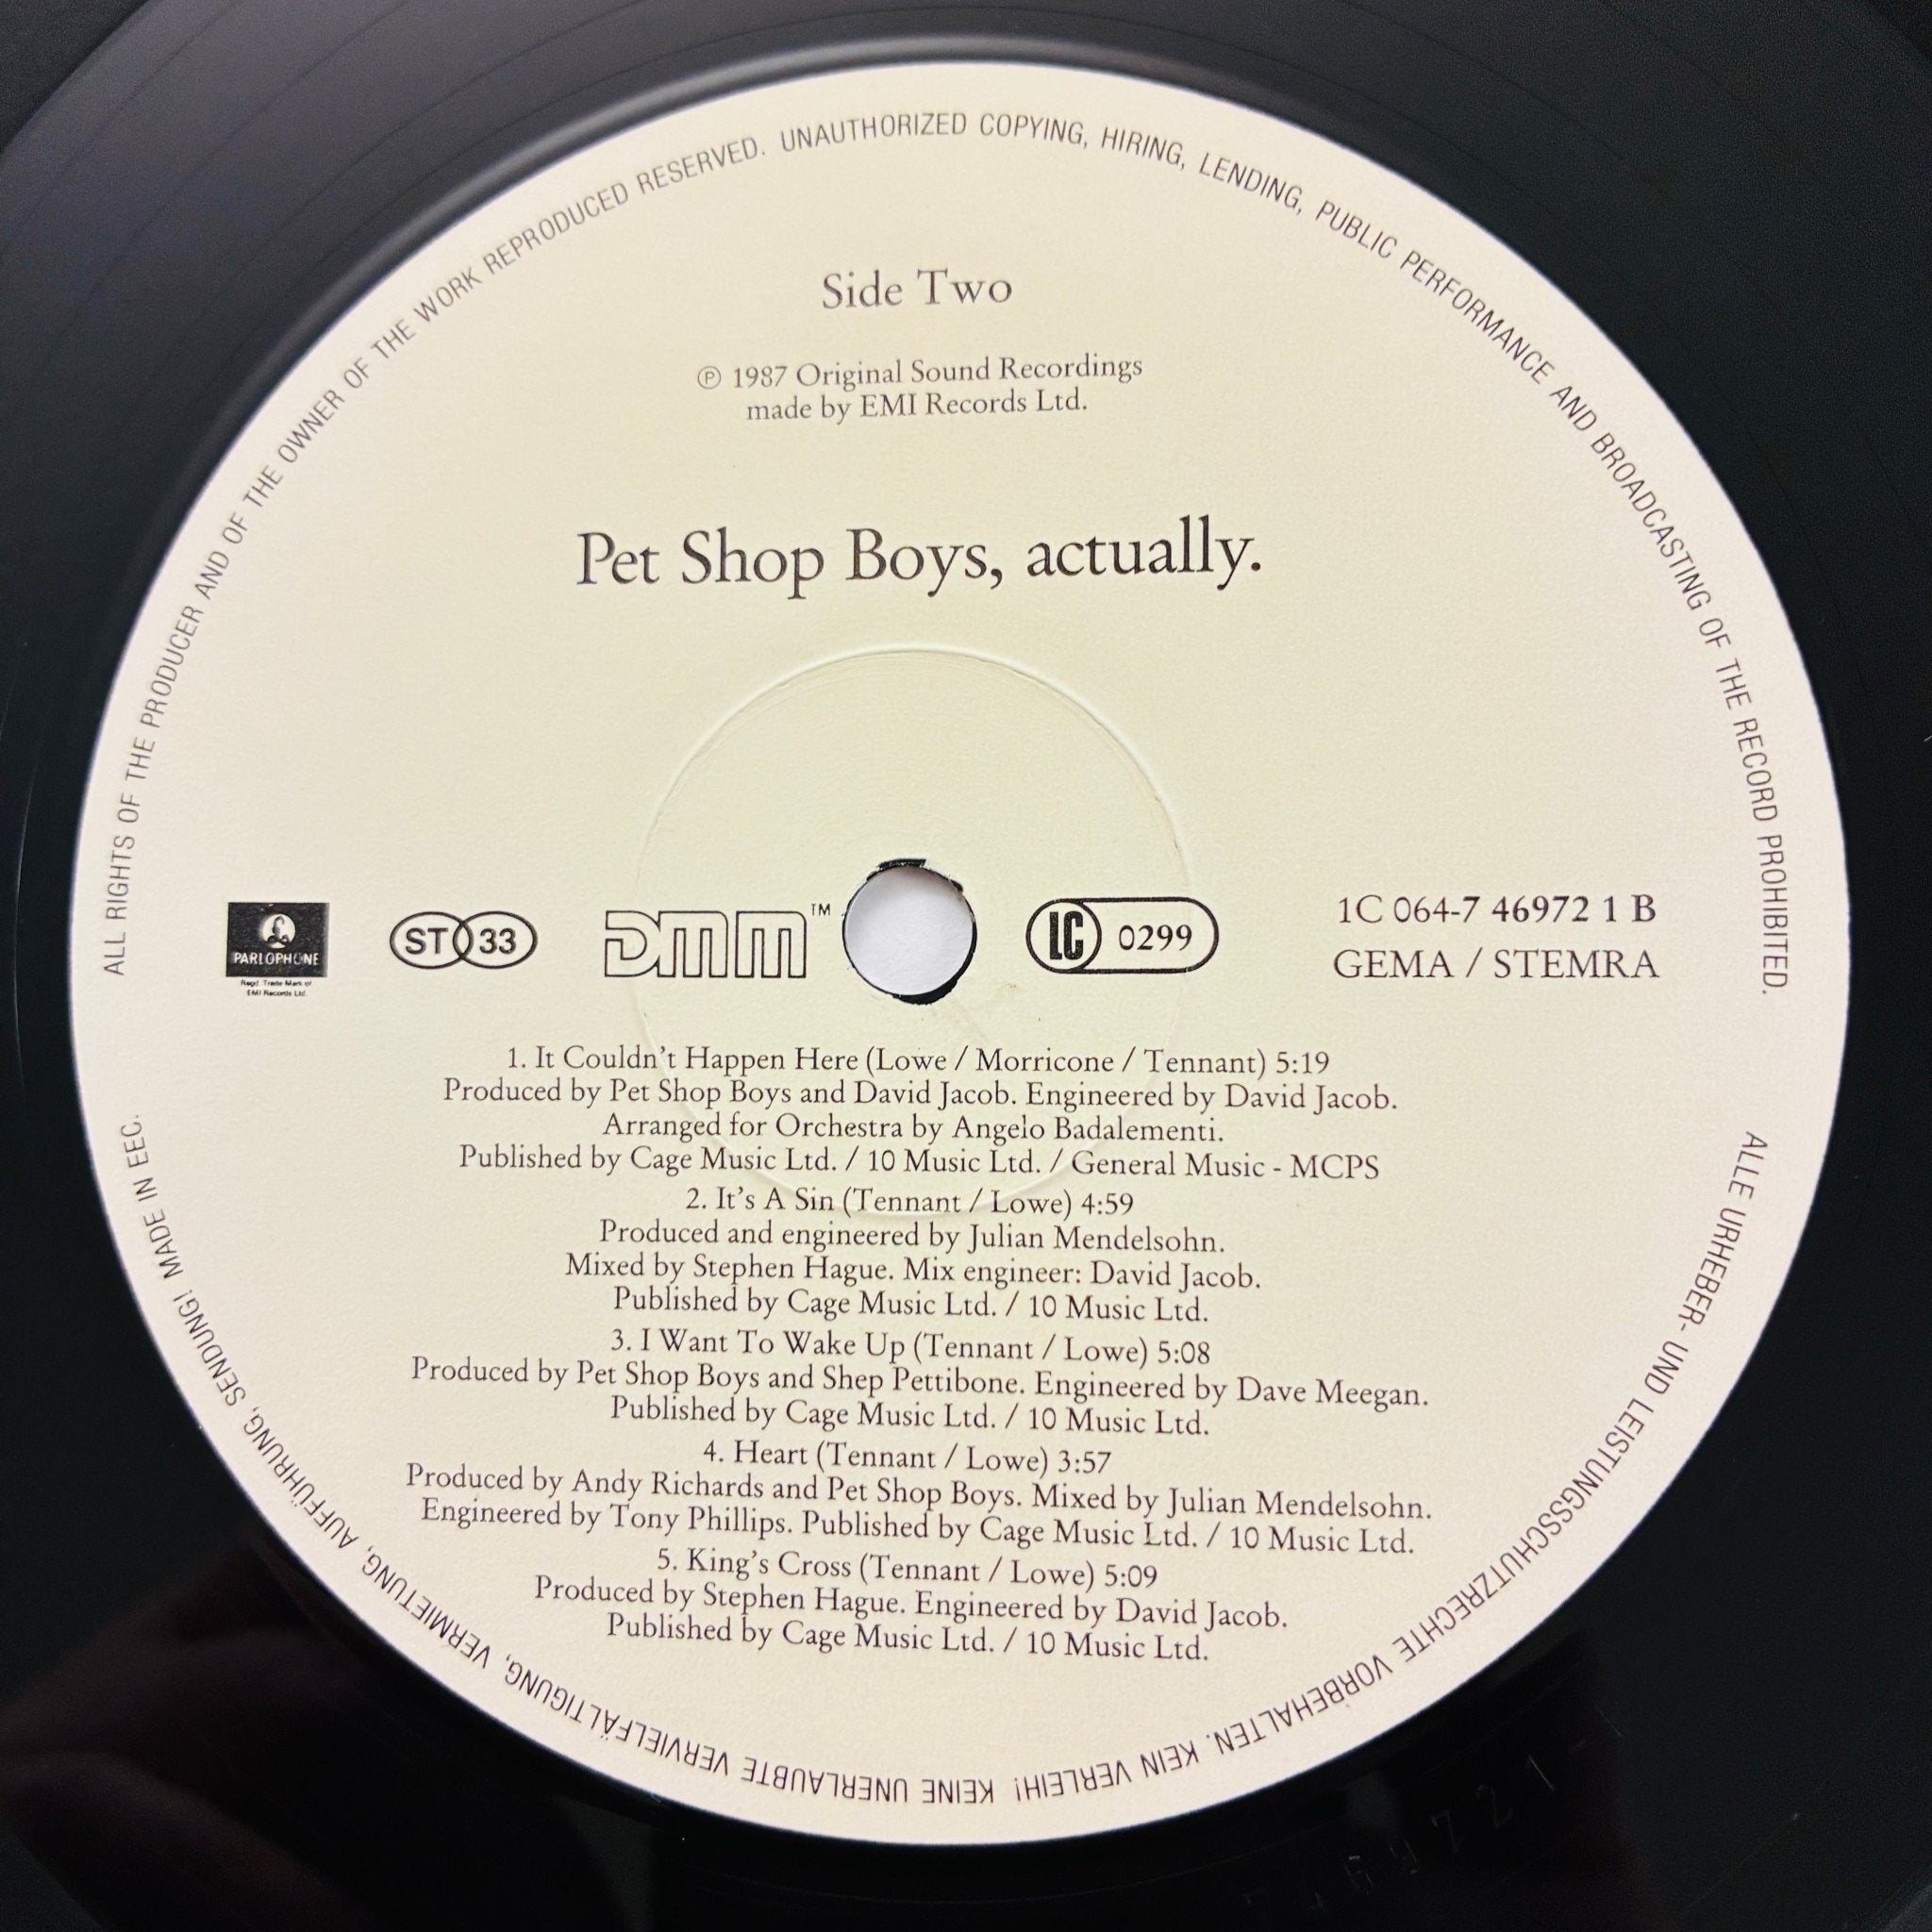 ALL RIGHTS OF THE PRODUCER AND OF THE OWNER OF THE WORK REPRODUCED RESERVED. UNAUTHORIZED COPYING, HIRING, LENDING, PUBLIC PERFORMANCE AND BROADCASTING OF THE RECORD PROHIBITED.
Side Two
℗ 1987 Original Sound Recordings
made by EMI Records Ltd.
Pet Shop Boys, actually.
PARLOPHONE
Regd. Trade Mark of
EMI Records Ltd.
ST 33
DMM™
LC 0299
1C 064-7 46972 1 B
GEMA / STEMRA
1. It Couldn't Happen Here (Lowe / Morricone / Tennant) 5:19
Produced by Pet Shop Boys and David Jacob. Engineered by David Jacob.
Arranged for Orchestra by Angelo Badalementi.
Published by Cage Music Ltd. / 10 Music Ltd. / General Music - MCPS
2. It's A Sin (Tennant / Lowe) 4:59
Produced and engineered by Julian Mendelsohn.
Mixed by Stephen Hague. Mix engineer: David Jacob.
Published by Cage Music Ltd. / 10 Music Ltd.
3. I Want To Wake Up (Tennant / Lowe) 5:08
Produced by Pet Shop Boys and Shep Pettibone. Engineered by Dave Meegan.
Published by Cage Music Ltd. / 10 Music Ltd.
4. Heart (Tennant / Lowe) 3:57
Produced by Andy Richards and Pet Shop Boys. Mixed by Julian Mendelsohn.
Engineered by Tony Phillips. Published by Cage Music Ltd. / 10 Music Ltd.
5. King's Cross (Tennant / Lowe) 5:09
Produced by Stephen Hague. Engineered by David Jacob.
Published by Cage Music Ltd. / 10 Music Ltd.
ALLE URHEBER- UND LEISTUNGSSCHUTZRECHTE VORBEHALTEN. KEIN VERLEIH! KEINE UNERLAUBTE VERVIELFÄLTIGUNG, VERMIETUNG, AUFFÜHRUNG, SENDUNG! MADE IN EEC.